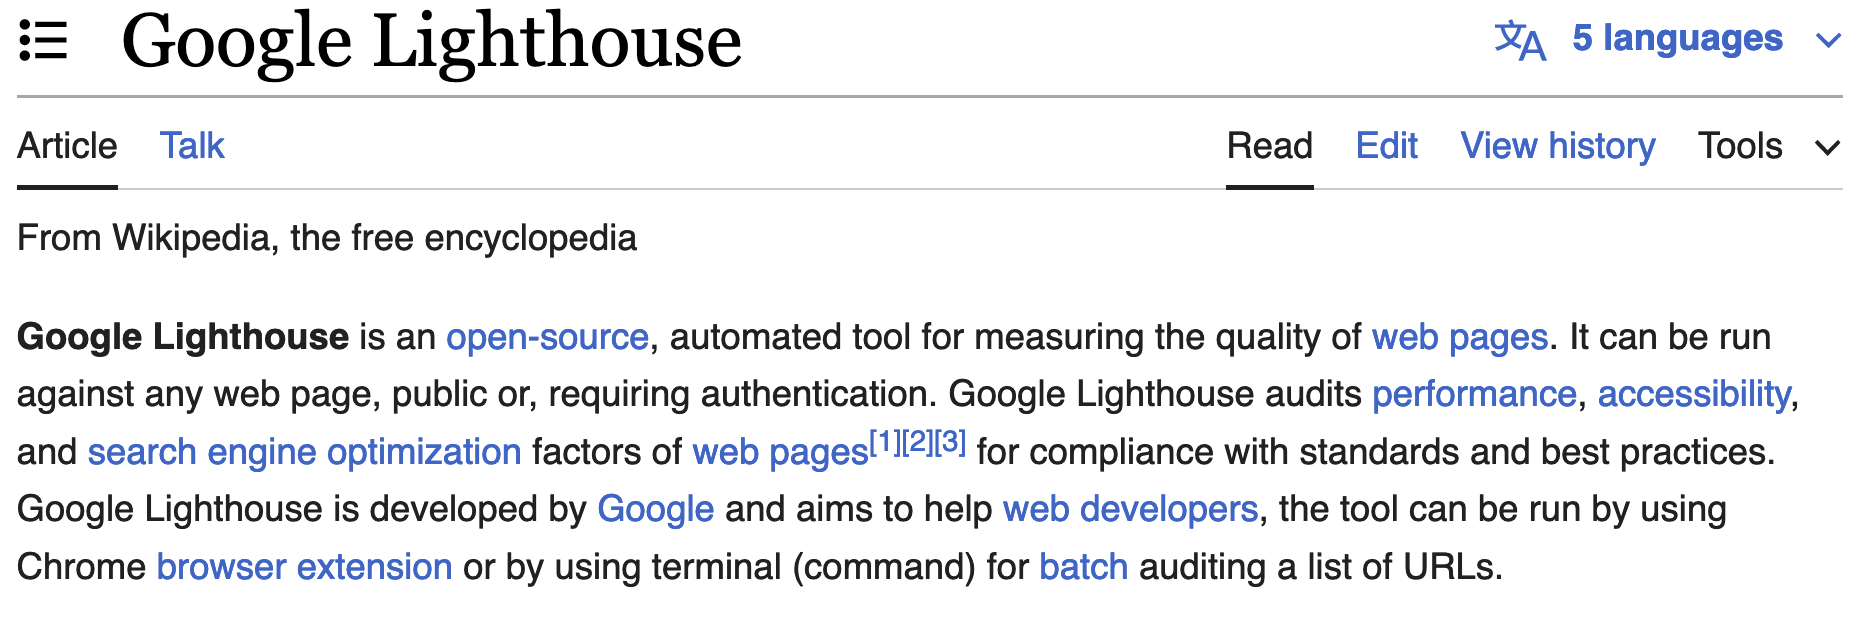 Google Lighthouse
文A 5 languages
Article Talk Read Edit View history Tools
From Wikipedia, the free encyclopedia
Google Lighthouse is an open-source, automated tool for measuring the quality of web pages. It can be run
against any web page, public or, requiring authentication. Google Lighthouse audits performance, accessibility,
and search engine optimization factors of web pages[1][2][3] for compliance with standards and best practices.
Google Lighthouse is developed by Google and aims to help web developers, the tool can be run by using
Chrome browser extension or by using terminal (command) for batch auditing a list of URLs.